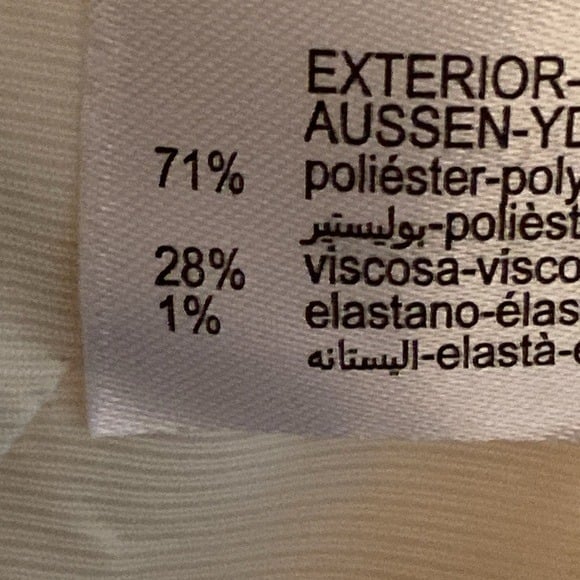 EXTERIOR-
AUSSEN-YD
71% poliéster-poly
بوليستير-polièst
28% viscosa-visco
1% elastano-élas
اليستانه-elastà-e